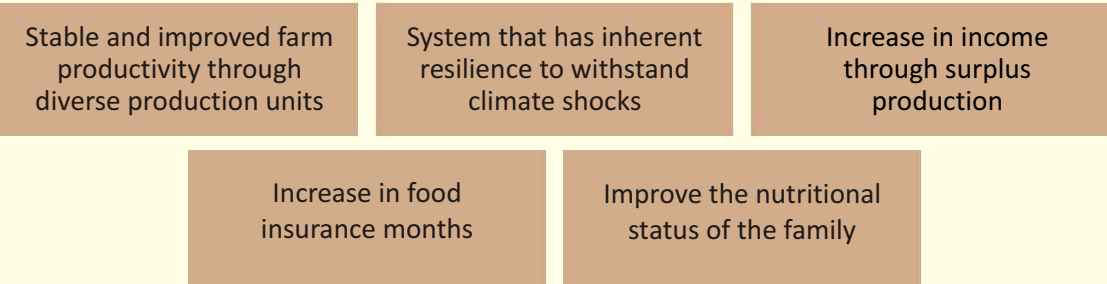 Stable and improved farm
productivity through
diverse production units
System that has inherent
resilience to withstand
climate shocks
Increase in income
through surplus
production
Increase in food
insurance months
Improve the nutritional
status of the family